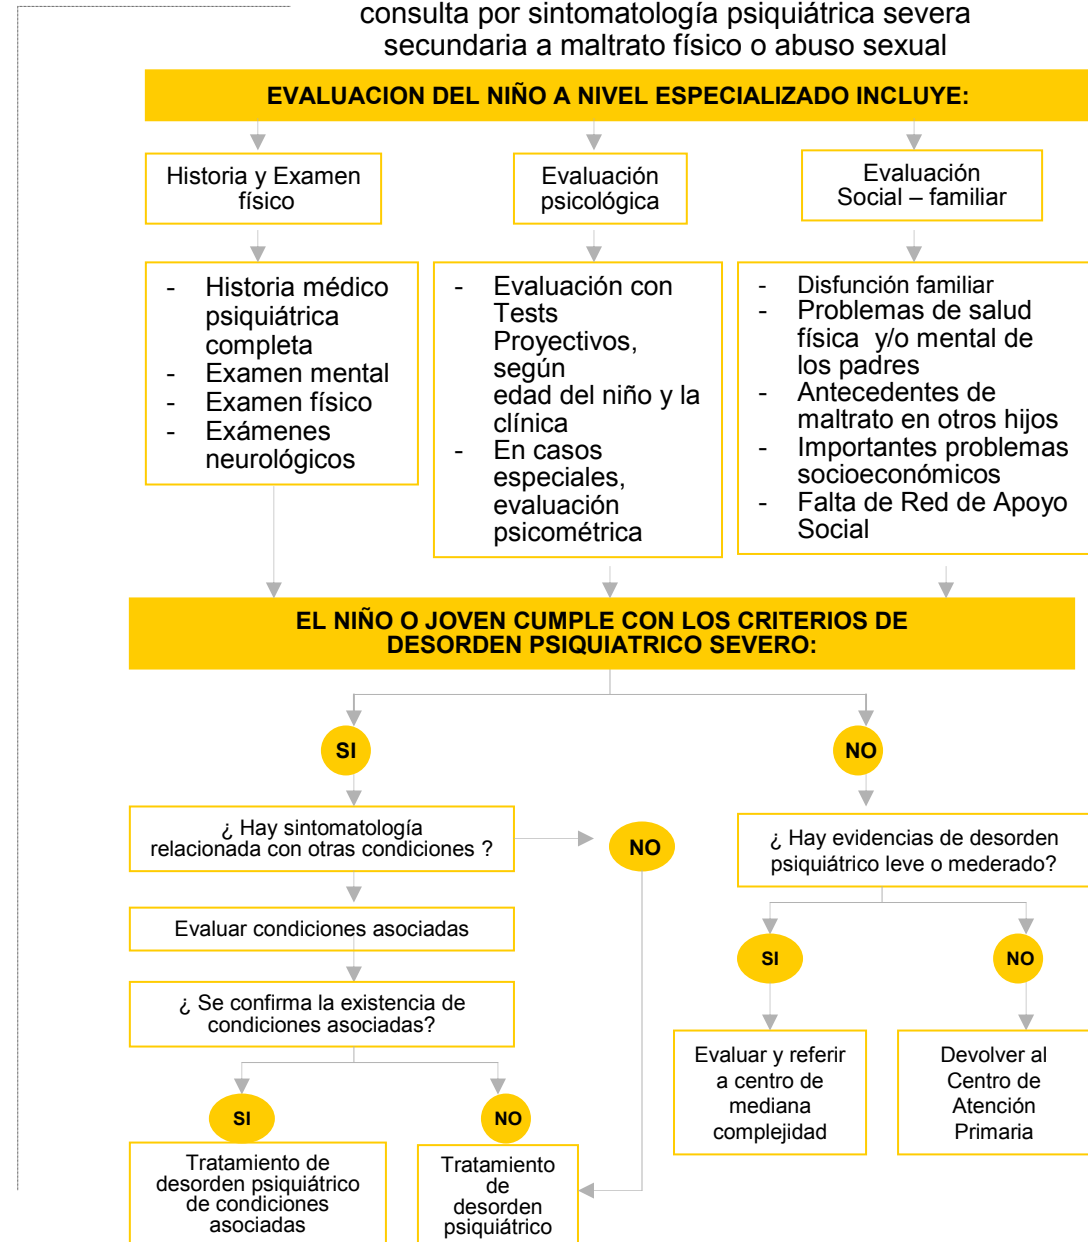 consulta por sintomatología psiquiátrica severa
secundaria a maltrato físico o abuso sexual
EVALUACION DEL NIÑO A NIVEL ESPECIALIZADO INCLUYE:
Historia y Examen
físico
Evaluación
psicológica
Evaluación
Social – familiar
- Historia médico
psiquiátrica
completa
- Examen mental
- Examen físico
- Exámenes
neurológicos
- Evaluación con
Tests
Proyectivos,
según
edad del niño y la
clínica
- En casos
especiales,
evaluación
psicométrica
- Disfunción familiar
- Problemas de salud
física y/o mental de
los padres
- Antecedentes de
maltrato en otros hijos
- Importantes problemas
socioeconómicos
- Falta de Red de Apoyo
Social
EL NIÑO O JOVEN CUMPLE CON LOS CRITERIOS DE
DESORDEN PSIQUIATRICO SEVERO:
SI
NO
¿ Hay sintomatología
relacionada con otras condiciones ?
NO
¿ Hay evidencias de desorden
psiquiátrico leve o mederado?
Evaluar condiciones asociadas
SI
NO
¿ Se confirma la existencia de
condiciones asociadas?
Evaluar y referir
a centro de
mediana
complejidad
Devolver al
Centro de
Atención
Primaria
SI
NO
Tratamiento de
desorden psiquiátrico
de condiciones
asociadas
Tratamiento
de
desorden
psiquiátrico